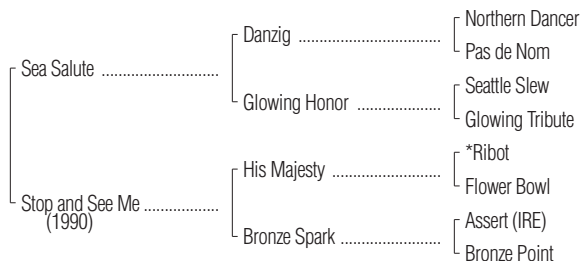 Northern Dancer
Danzig ....................................
Pas de Nom
Sea Salute .............................
Seattle Slew
Glowing Honor ....................
Glowing Tribute
*Ribot
His Majesty ...........................
Flower Bowl
Stop and See Me ..................
(1990)
Assert (IRE)
Bronze Spark .........................
Bronze Point